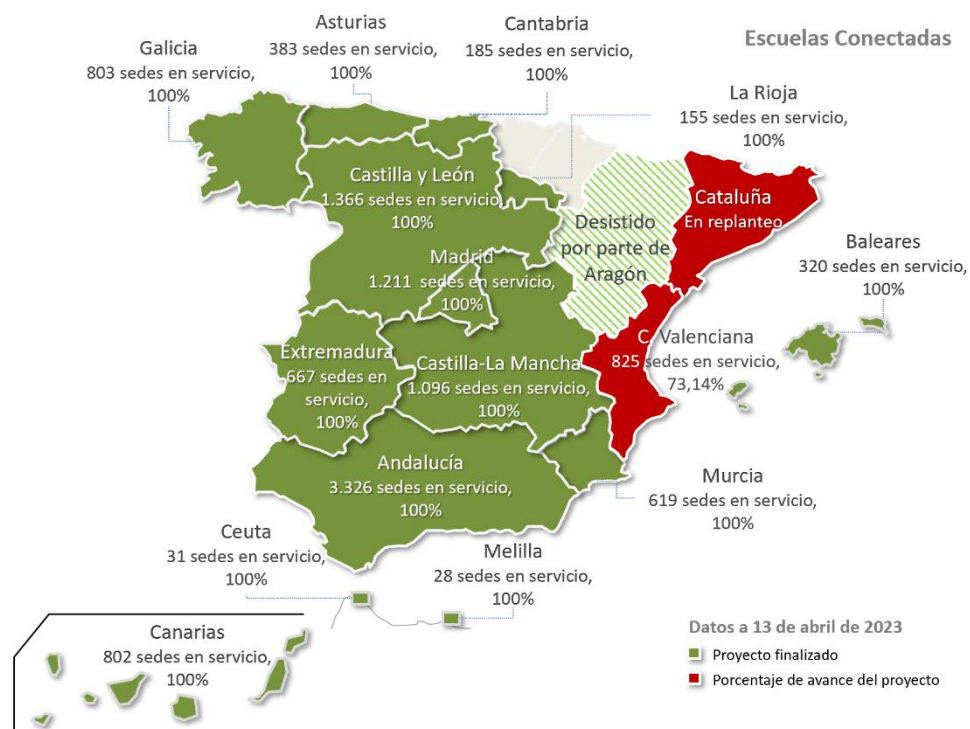 Escuelas Conectadas
Asturias
383 sedes en servicio,
100%
Cantabria
185 sedes en servicio,
100%
Galicia
803 sedes en servicio,
100%
La Rioja
155 sedes en servicio,
100%
Castilla y León
1.366 sedes en servicio,
100%
Cataluña
En replanteo
Desistido
por parte de
Aragón
Baleares
320 sedes en servicio,
100%
Madrid
1.211 sedes en servicio,
100%
C. Valenciana
825 sedes en servicio,
73,14%
Extremadura
667 sedes en
servicio,
100%
Castilla-La Mancha
1.096 sedes en servicio,
100%
Andalucía
3.326 sedes en servicio,
100%
Murcia
619 sedes en servicio,
100%
Ceuta
31 sedes en servicio,
100%
Melilla
28 sedes en servicio,
100%
Canarias
802 sedes en servicio,
100%
Datos a 13 de abril de 2023
Proyecto finalizado
Porcentaje de avance del proyecto